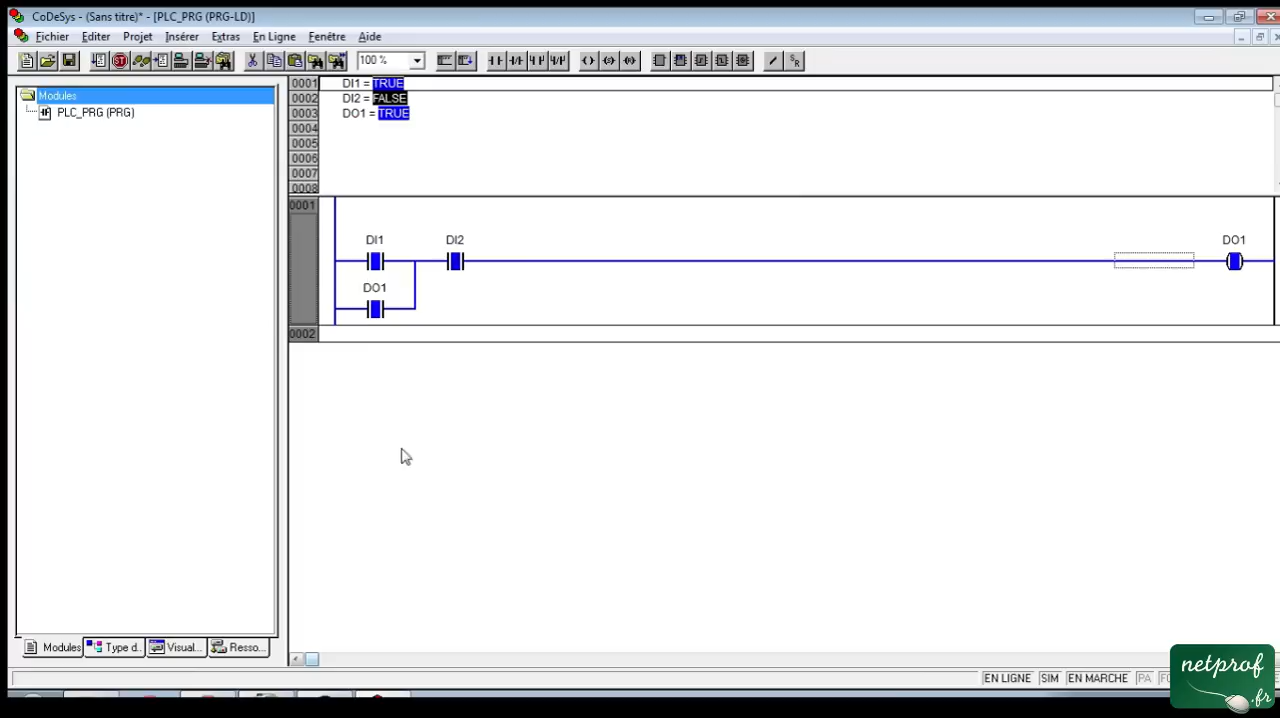 CoDeSys - (Sans titre)* - [PLC_PRG (PRG-LD)]
Fichier Editer Projet Insérer Extras En Ligne Fenêtre Aide
100 %
Modules
PLC_PRG (PRG)
0001 DI1 = TRUE
0002 DI2 = FALSE
0003 DO1 = TRUE
0004
0005
0006
0007
0008
0001
DI1 DI2 DO1
DO1
0002
Modules Type d.. Visual... Resso...
EN LIGNE SIM EN MARCHE PA
netprof
.fr